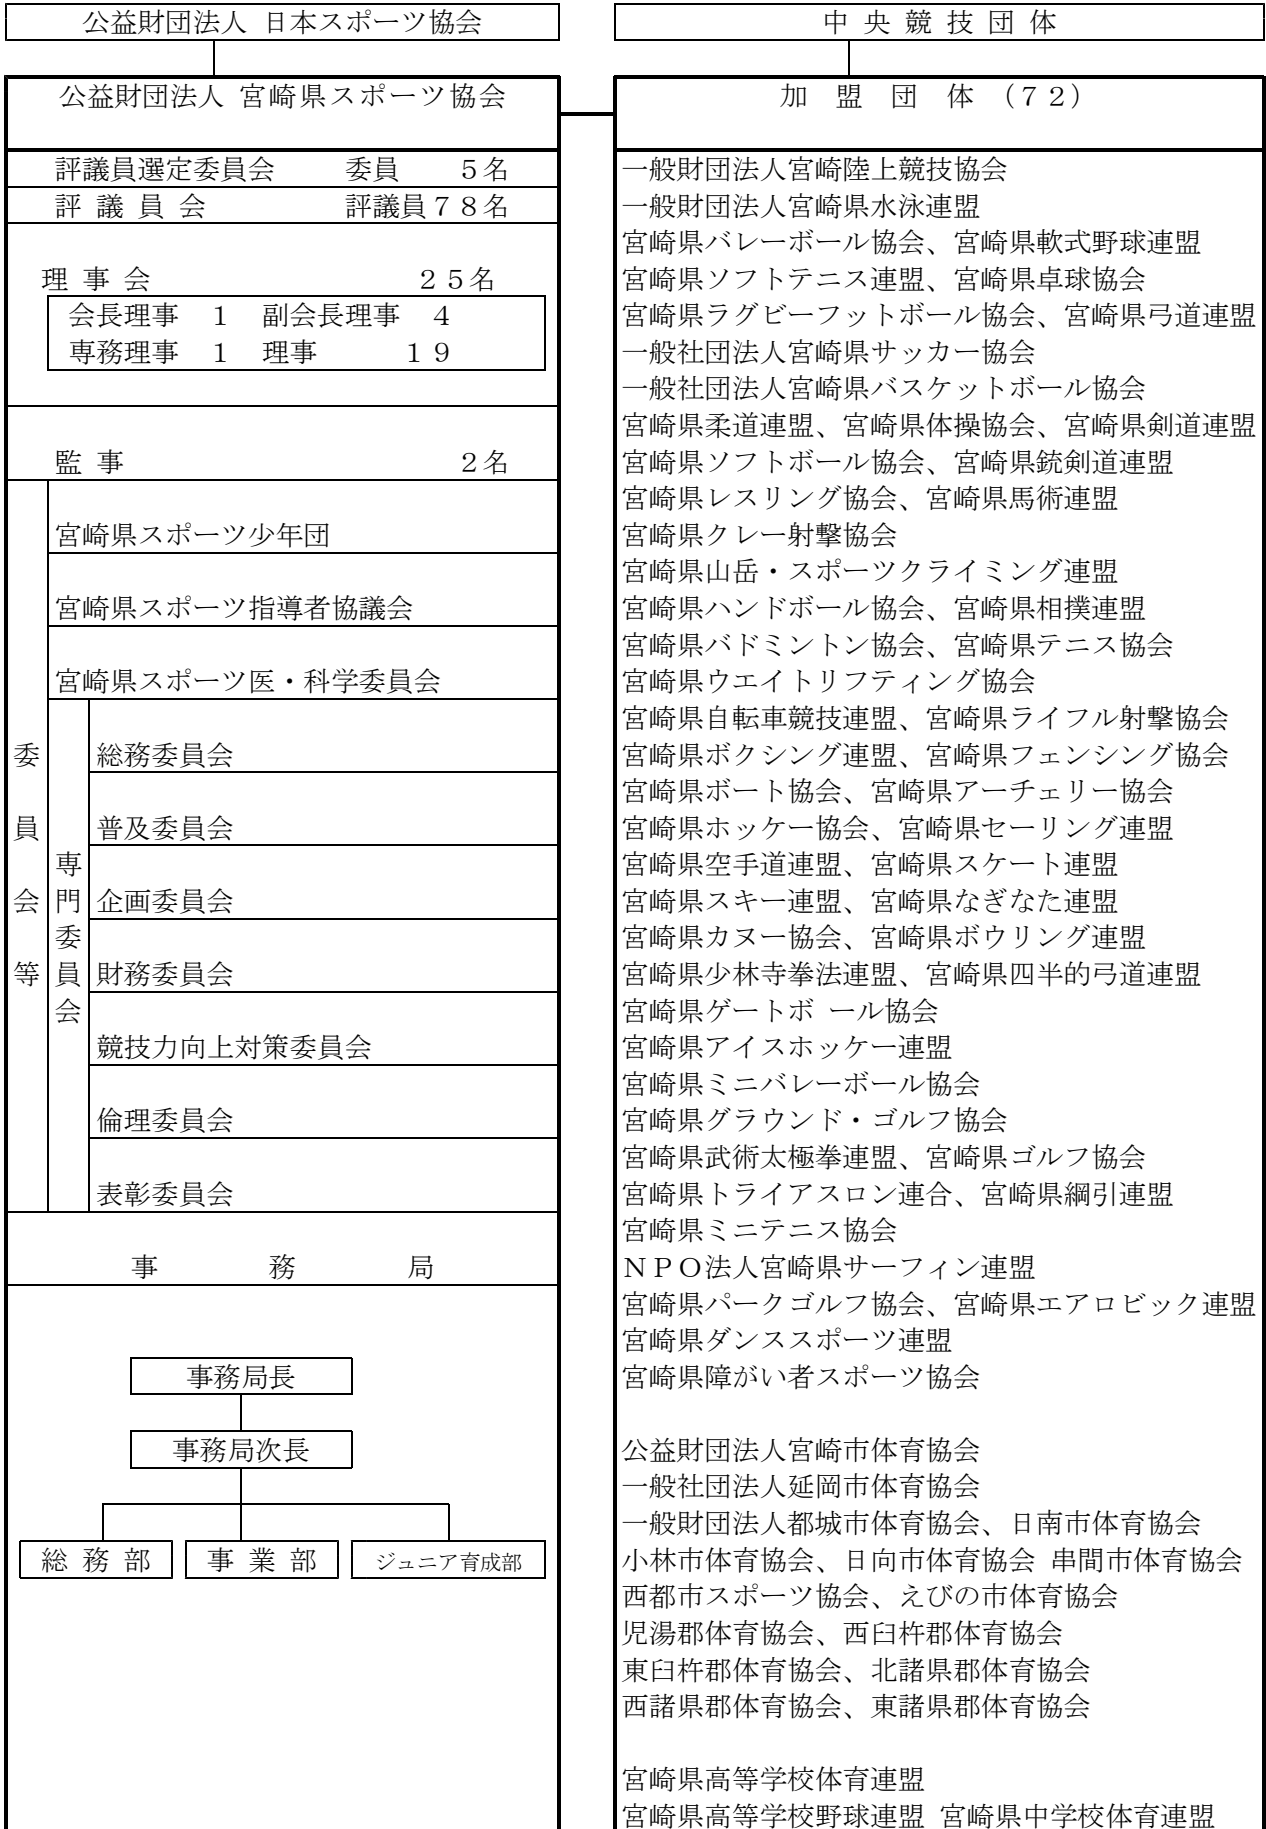 公益財団法人 日本スポーツ協会
公益財団法人 宮崎県スポーツ協会
評議員選定委員会 委員 ５名
評 議 員 会 評議員７８名
理 事 会 ２５名
会長理事 １ 副会長理事 ４
専務理事 １ 理事 １９
監 事 ２名
委員会等
宮崎県スポーツ少年団
宮崎県スポーツ指導者協議会
宮崎県スポーツ医・科学委員会
専門委員会
総務委員会
普及委員会
企画委員会
財務委員会
競技力向上対策委員会
倫理委員会
表彰委員会
事 務 局
事務局長
事務局次長
総 務 部 事 業 部 ジュニア育成部
中 央 競 技 団 体
加 盟 団 体 （７２）
一般財団法人宮崎陸上競技協会
一般財団法人宮崎県水泳連盟
宮崎県バレーボール協会、宮崎県軟式野球連盟
宮崎県ソフトテニス連盟、宮崎県卓球協会
宮崎県ラグビーフットボール協会、宮崎県弓道連盟
一般社団法人宮崎県サッカー協会
一般社団法人宮崎県バスケットボール協会
宮崎県柔道連盟、宮崎県体操協会、宮崎県剣道連盟
宮崎県ソフトボール協会、宮崎県銃剣道連盟
宮崎県レスリング協会、宮崎県馬術連盟
宮崎県クレー射撃協会
宮崎県山岳・スポーツクライミング連盟
宮崎県ハンドボール協会、宮崎県相撲連盟
宮崎県バドミントン協会、宮崎県テニス協会
宮崎県ウエイトリフティング協会
宮崎県自転車競技連盟、宮崎県ライフル射撃協会
宮崎県ボクシング連盟、宮崎県フェンシング協会
宮崎県ボート協会、宮崎県アーチェリー協会
宮崎県ホッケー協会、宮崎県セーリング連盟
宮崎県空手道連盟、宮崎県スケート連盟
宮崎県スキー連盟、宮崎県なぎなた連盟
宮崎県カヌー協会、宮崎県ボウリング連盟
宮崎県少林寺拳法連盟、宮崎県四半的弓道連盟
宮崎県ゲートボ ール協会
宮崎県アイスホッケー連盟
宮崎県ミニバレーボール協会
宮崎県グラウンド・ゴルフ協会
宮崎県武術太極拳連盟、宮崎県ゴルフ協会
宮崎県トライアスロン連合、宮崎県綱引連盟
宮崎県ミニテニス協会
ＮＰＯ法人宮崎県サーフィン連盟
宮崎県パークゴルフ協会、宮崎県エアロビック連盟
宮崎県ダンススポーツ連盟
宮崎県障がい者スポーツ協会
公益財団法人宮崎市体育協会
一般社団法人延岡市体育協会
一般財団法人都城市体育協会、日南市体育協会
小林市体育協会、日向市体育協会 串間市体育協会
西都市スポーツ協会、えびの市体育協会
児湯郡体育協会、西臼杵郡体育協会
東臼杵郡体育協会、北諸県郡体育協会
西諸県郡体育協会、東諸県郡体育協会
宮崎県高等学校体育連盟
宮崎県高等学校野球連盟 宮崎県中学校体育連盟